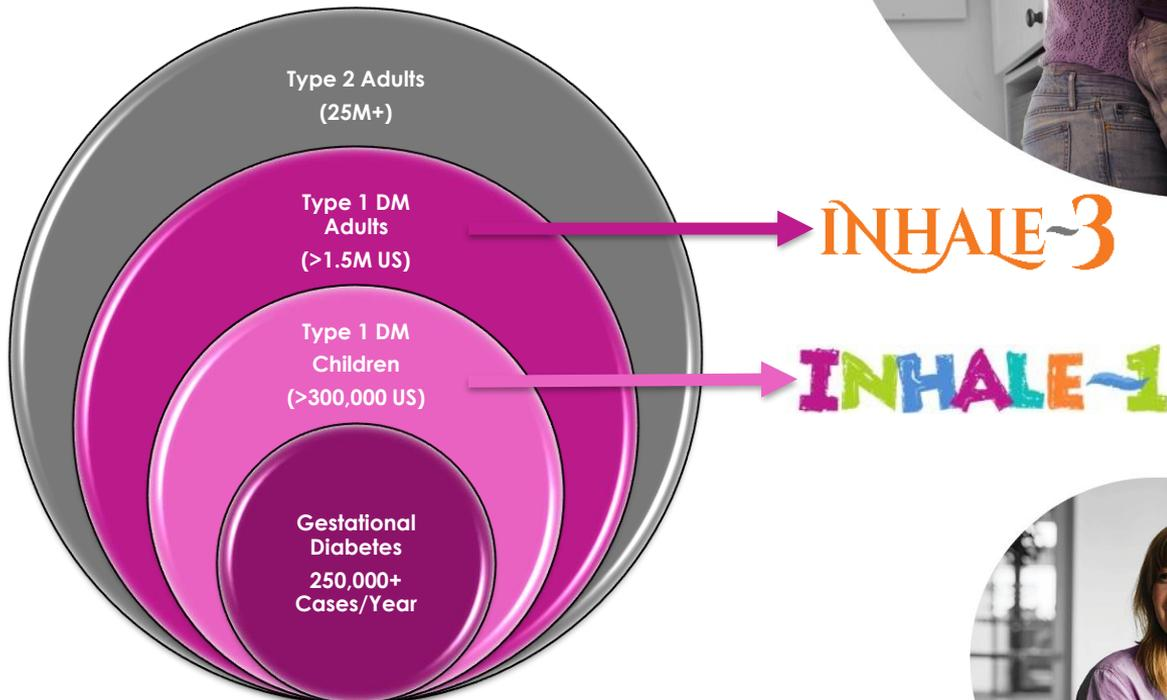 Type 2 Adults
(25M+)
Type 1 DM
Adults
(>1.5M US)
INHALE~3
Type 1 DM
Children
(>300,000 US)
INHALE~1
Gestational
Diabetes
250,000+
Cases/Year